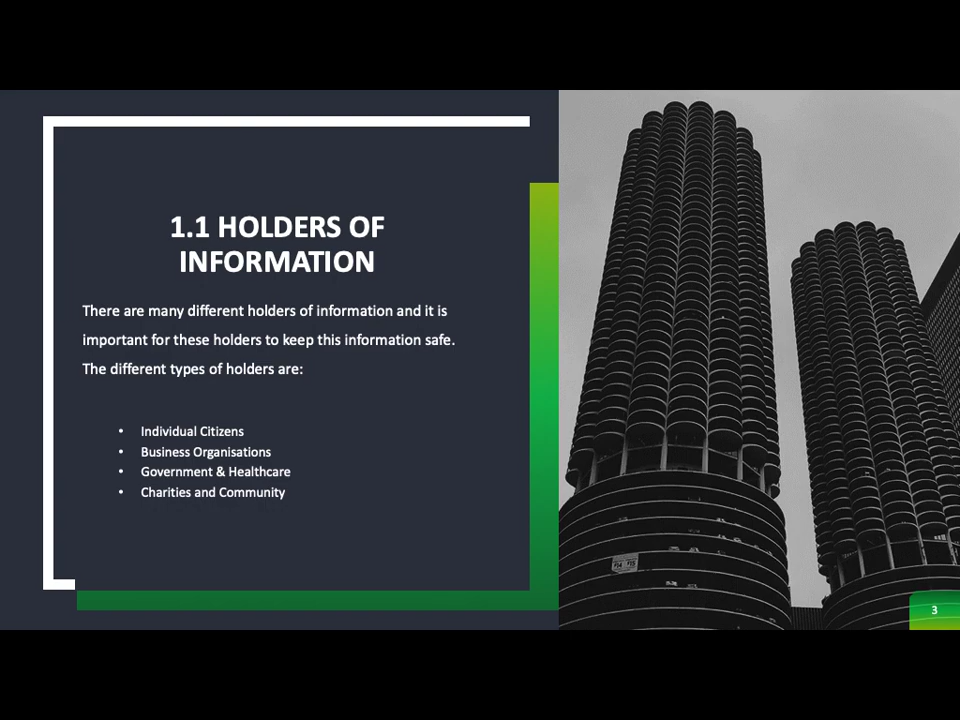 1.1 HOLDERS OF
INFORMATION
There are many different holders of information and it is
important for these holders to keep this information safe.
The different types of holders are:
• Individual Citizens
• Business Organisations
• Government & Healthcare
• Charities and Community
3